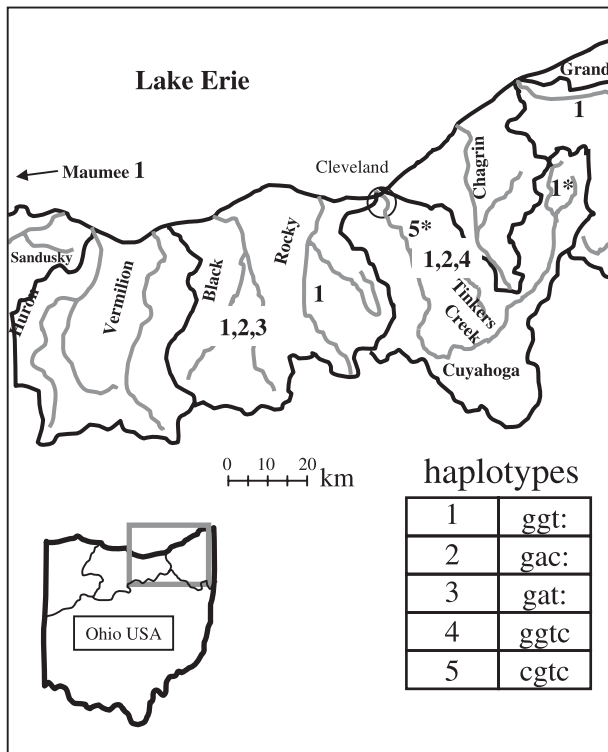 Lake Erie
Grand
1
Maumee 1
Cleveland
Chagrin
1*
5*
Sandusky
Huron
Vermilion
Black
Rocky
1
1,2,3
1,2,4
Tinkers
Creek
Cuyahoga
0 10 20
km
haplotypes
1 ggt:
2 gac:
3 gat:
4 ggtc
5 cgtc
Ohio USA